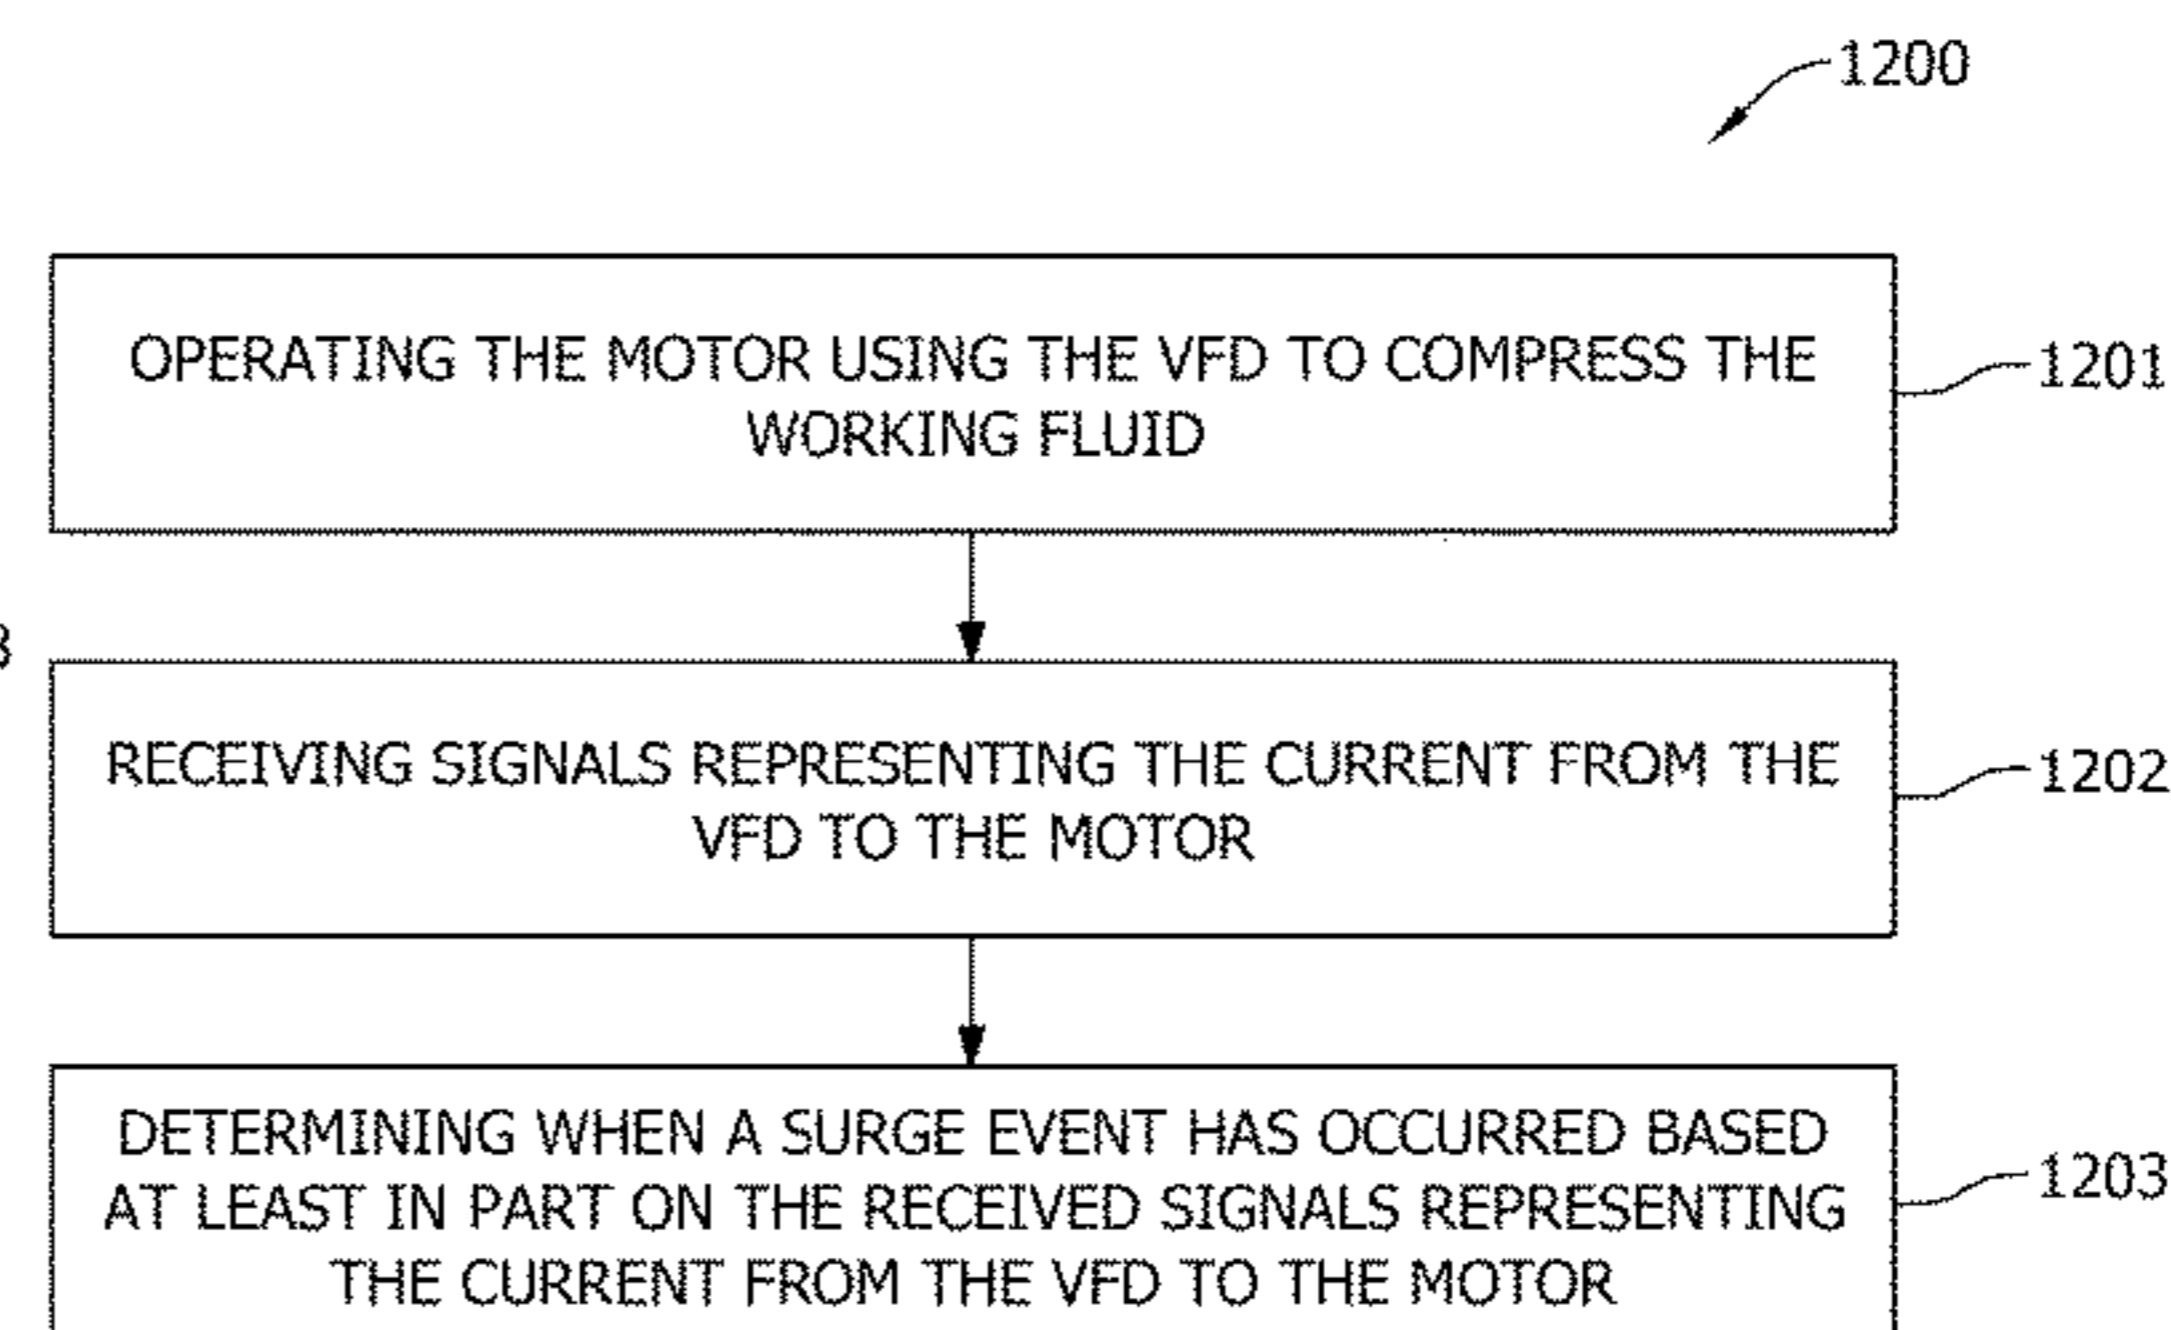 1200
OPERATING THE MOTOR USING THE VFD TO COMPRESS THE
WORKING FLUID
1201
RECEIVING SIGNALS REPRESENTING THE CURRENT FROM THE
VFD TO THE MOTOR
1202
DETERMINING WHEN A SURGE EVENT HAS OCCURRED BASED
AT LEAST IN PART ON THE RECEIVED SIGNALS REPRESENTING
THE CURRENT FROM THE VFD TO THE MOTOR
1203